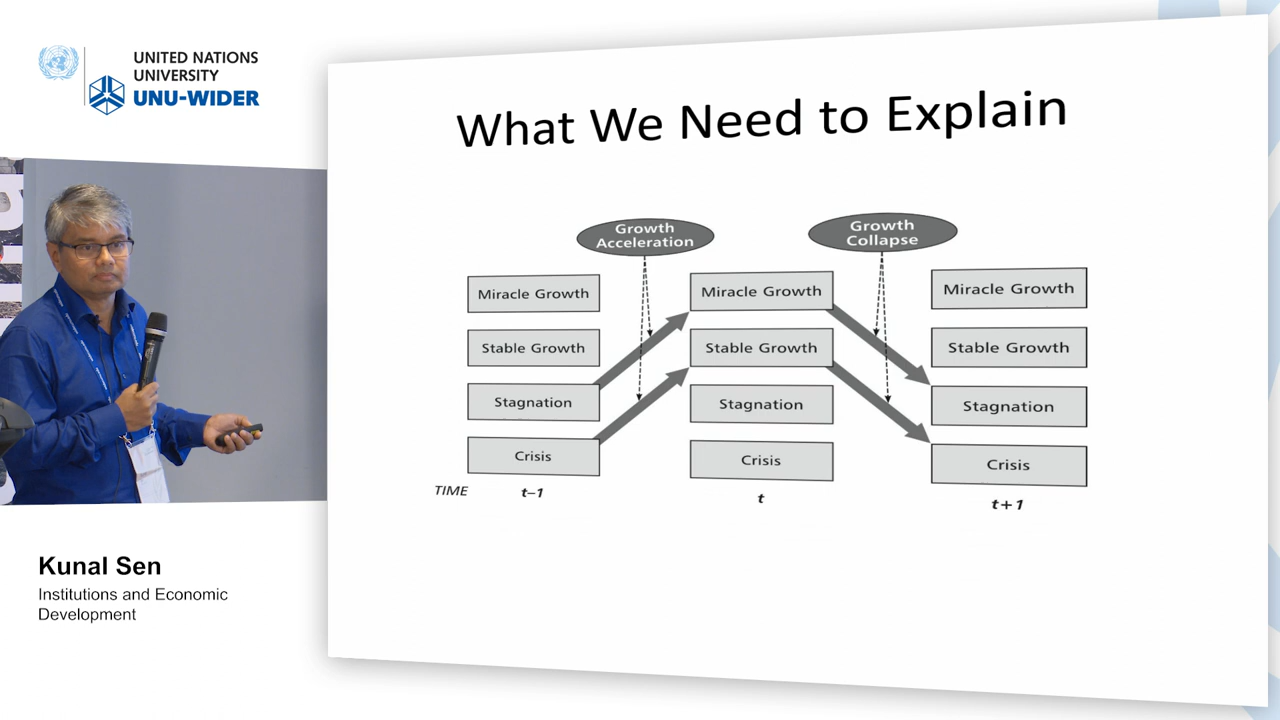 UNITED NATIONS
UNIVERSITY
UNU-WIDER
What We Need to Explain
Growth
Acceleration
Growth
Collapse
Miracle Growth
Miracle Growth
Miracle Growth
Stable Growth
Stable Growth
Stable Growth
Stagnation
Stagnation
Stagnation
Crisis
Crisis
Crisis
TIME
t–1
t
t+1
Kunal Sen
Institutions and Economic
Development